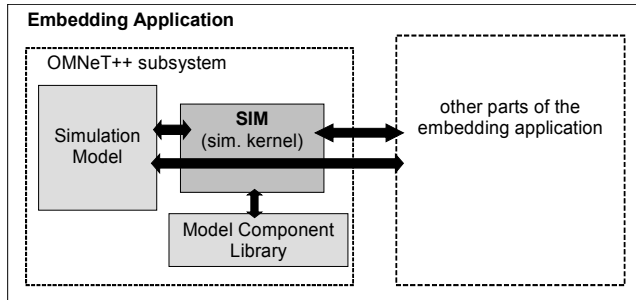 Embedding Application
OMNeT++ subsystem
Simulation
Model
SIM
(sim. kernel)
Model Component
Library
other parts of the
embedding application